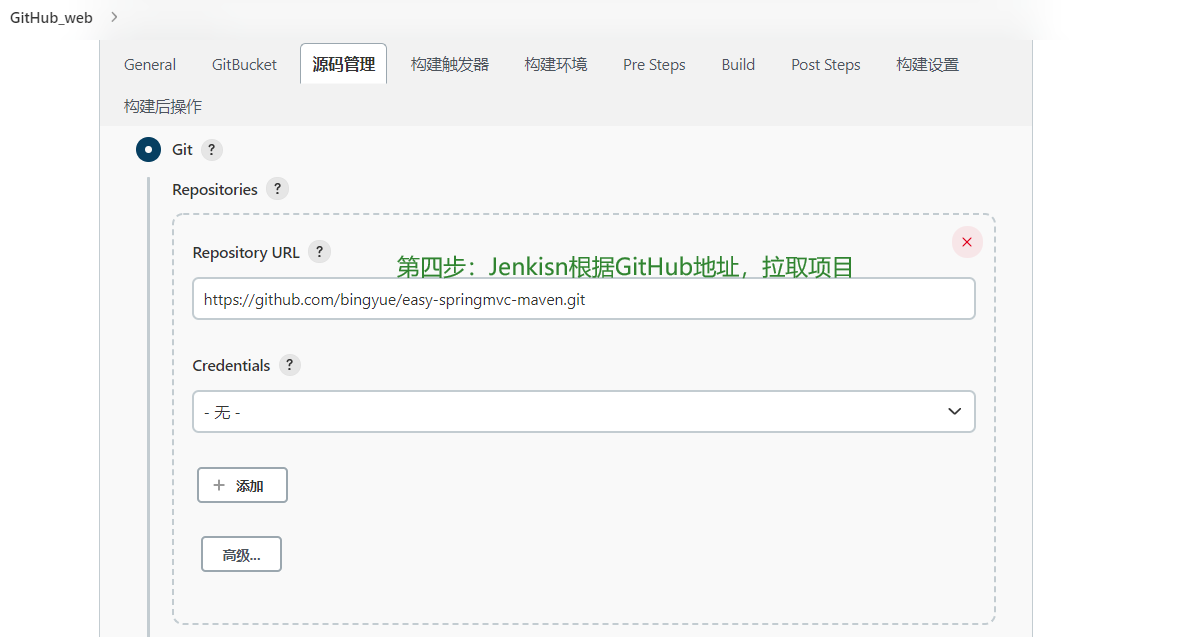 GitHub_web
General GitBucket 源码管理 构建触发器 构建环境 Pre Steps Build Post Steps 构建设置
构建后操作
Git ?
Repositories ?
Repository URL ?
第四步：Jenkisn根据GitHub地址，拉取项目
https://github.com/bingyue/easy-springmvc-maven.git
Credentials ?
- 无 -
+ 添加
高级...